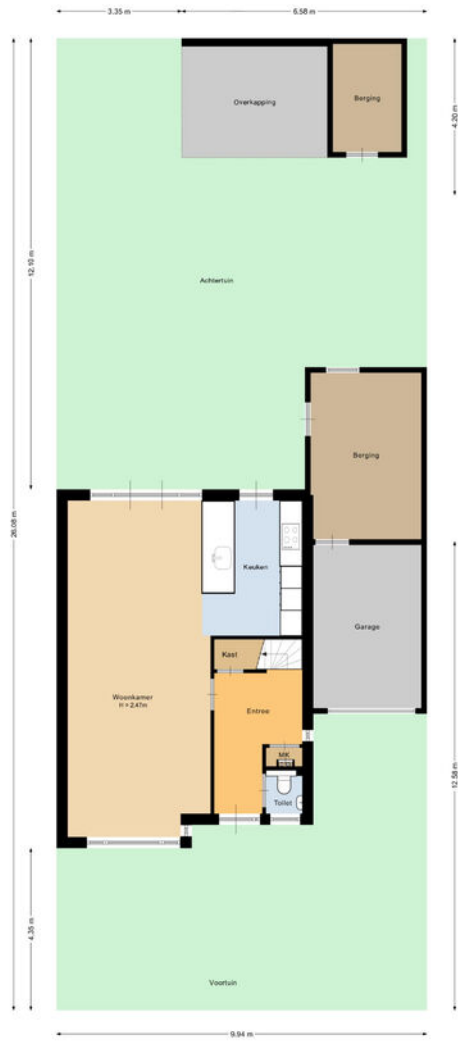 3.35 m
6.58 m
Overkapping
Berging
4.20 m
12.10 m
Achtertuin
26.08 m
Berging
Keuken
Garage
Kast
Woonkamer
H = 2.47m
Entree
MK
Toilet
12.58 m
4.35 m
Voortuin
9.94 m